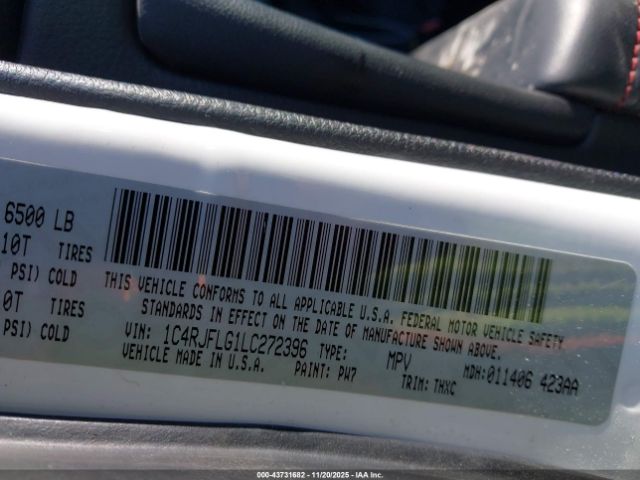 6500 LB
10T TIRES
PSI) COLD
0T TIRES
PSI) COLD
THIS VEHICLE CONFORMS TO ALL APPLICABLE U.S.A. FEDERAL MOTOR VEHICLE SAFETY
STANDARDS IN EFFECT ON THE DATE OF MANUFACTURE SHOWN ABOVE.
VIN: 1C4RJFLG1LC272396 TYPE: MPV MDH:011406 423AA
VEHICLE MADE IN U.S.A. PAINT: PW7 TRIM: THXC
00-43731682 - 11/20/2025 - IAA Inc.